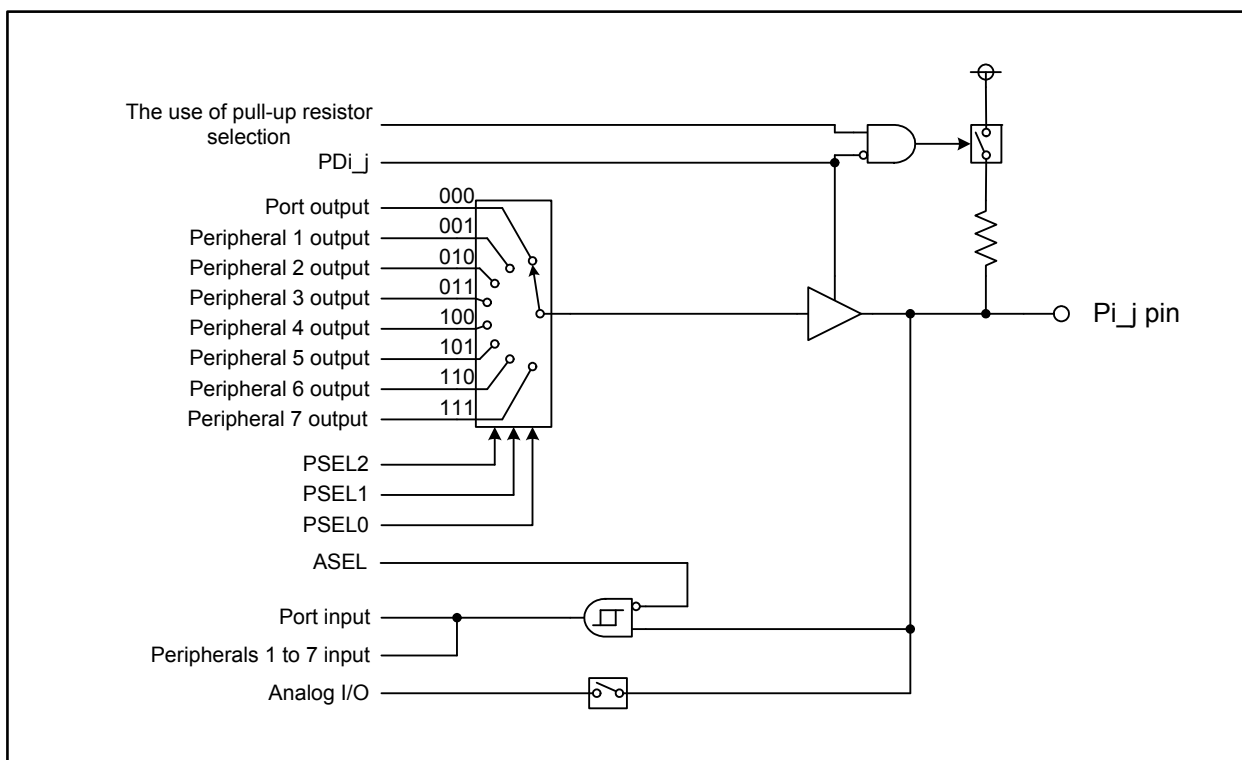 The use of pull-up resistor
selection
PDi_j
Port output
000
Peripheral 1 output
001
Peripheral 2 output
010
Peripheral 3 output
011
Peripheral 4 output
100
Peripheral 5 output
101
Peripheral 6 output
110
Peripheral 7 output
111
Pi_j pin
PSEL2
PSEL1
PSEL0
ASEL
Port input
Peripherals 1 to 7 input
Analog I/O